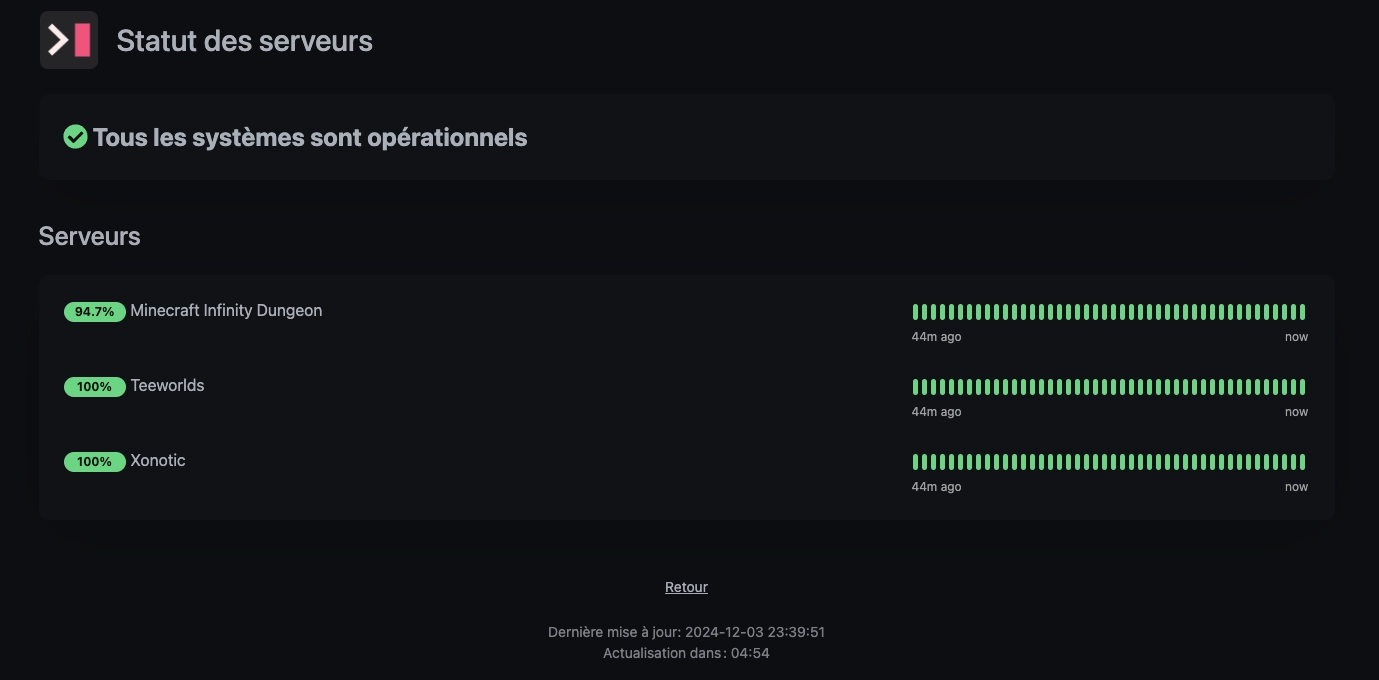 Statut des serveurs
Tous les systèmes sont opérationnels
Serveurs
94.7% Minecraft Infinity Dungeon
44m ago now
100% Teeworlds
44m ago now
100% Xonotic
44m ago now
Retour
Dernière mise à jour: 2024-12-03 23:39:51
Actualisation dans : 04:54